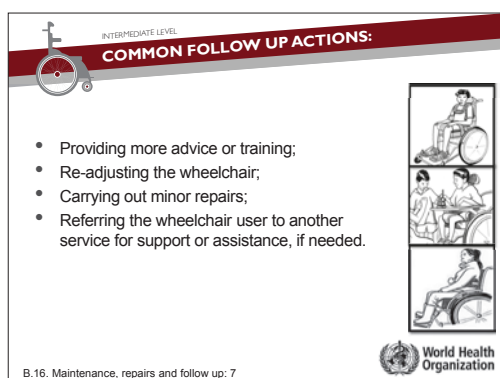 INTERMEDIATE LEVEL
COMMON FOLLOW UP ACTIONS:
• Providing more advice or training;
• Re-adjusting the wheelchair;
• Carrying out minor repairs;
• Referring the wheelchair user to another
service for support or assistance, if needed.
World Health
Organization
B.16. Maintenance, repairs and follow up: 7